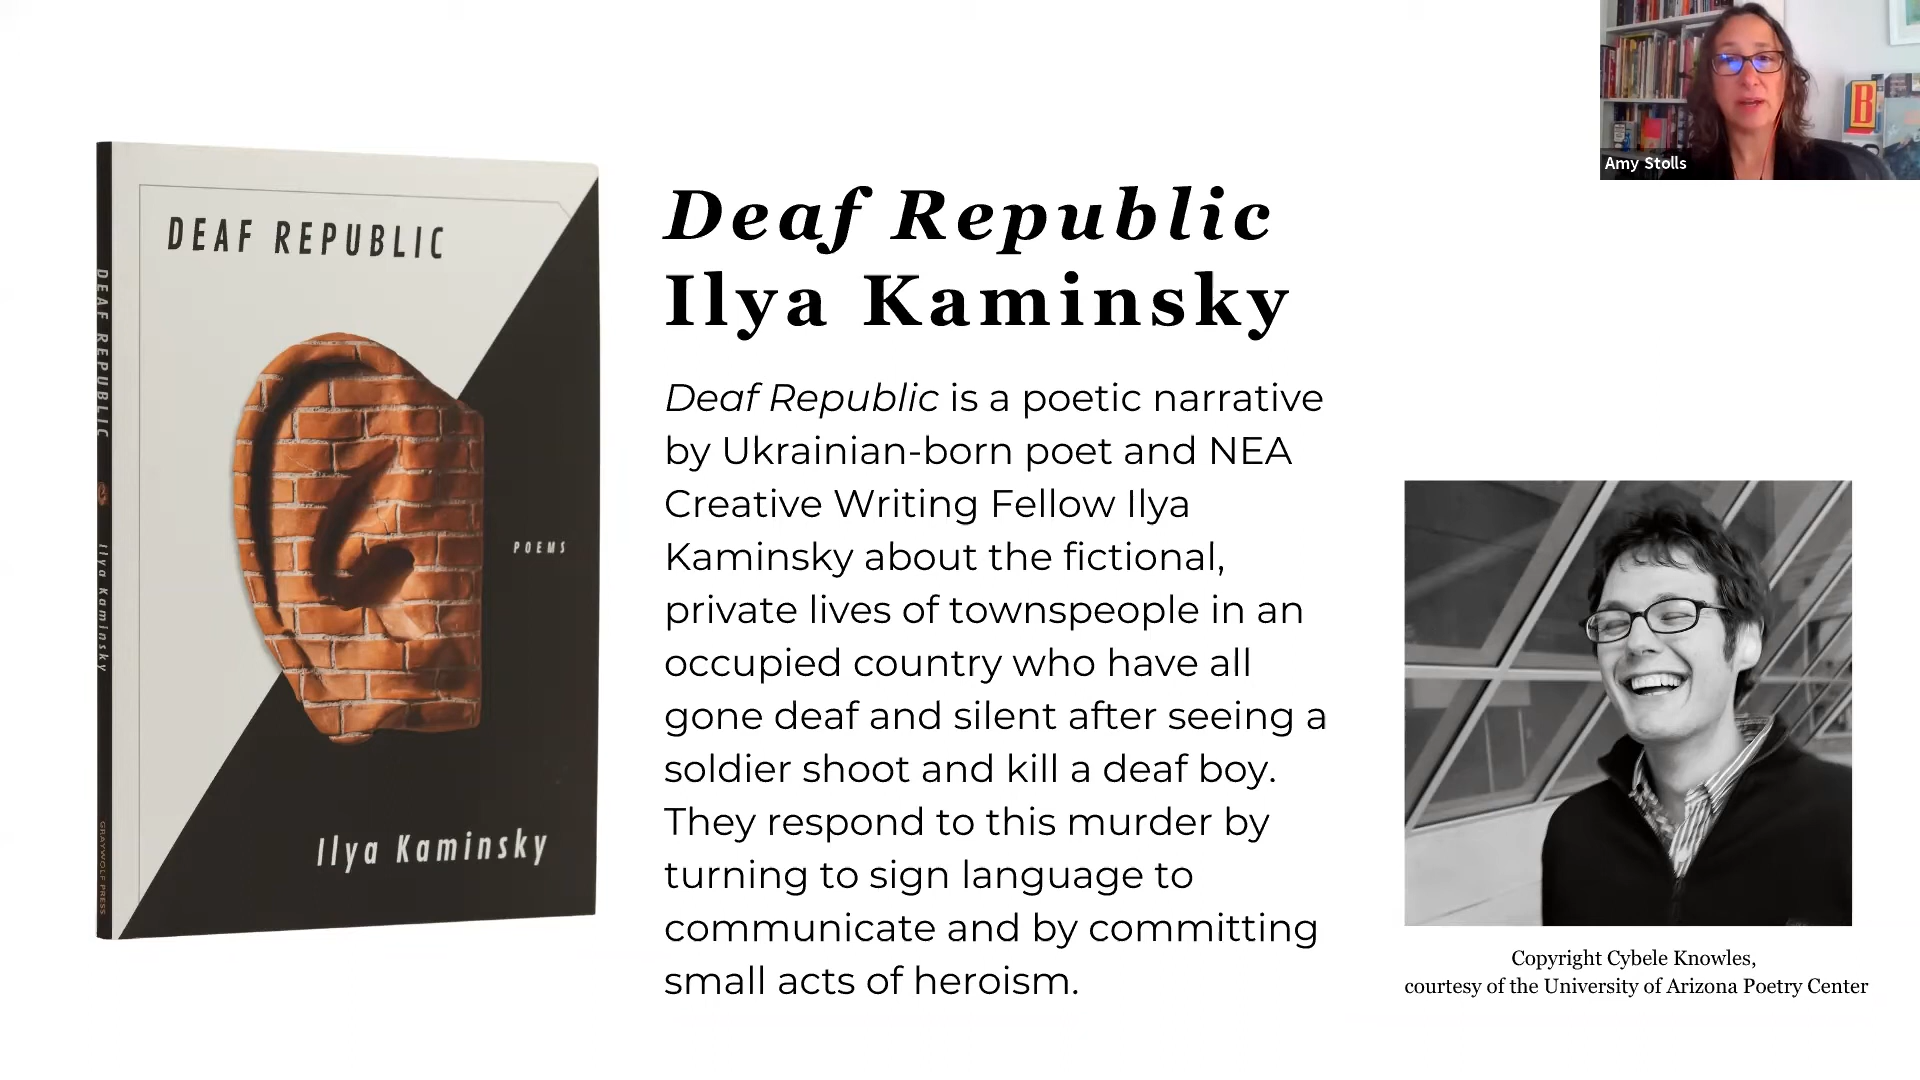 Amy Stolls
DEAF REPUBLIC
DEAF REPUBLIC
POEMS
Ilya Kaminsky
Ilya Kaminsky
GRAYWOLF PRESS
Deaf Republic
Ilya Kaminsky
Deaf Republic is a poetic narrative
by Ukrainian-born poet and NEA
Creative Writing Fellow Ilya
Kaminsky about the fictional,
private lives of townspeople in an
occupied country who have all
gone deaf and silent after seeing a
soldier shoot and kill a deaf boy.
They respond to this murder by
turning to sign language to
communicate and by committing
small acts of heroism.
Copyright Cybele Knowles,
courtesy of the University of Arizona Poetry Center
B